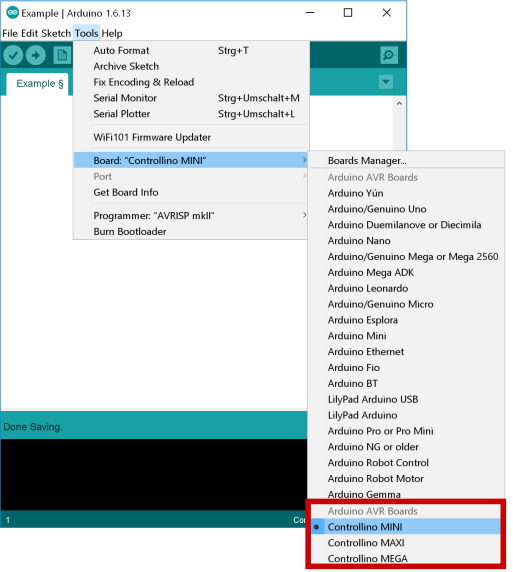 Example | Arduino 1.6.13
File Edit Sketch Tools Help
Example §
Auto Format Strg+T
Archive Sketch
Fix Encoding & Reload
Serial Monitor Strg+Umschalt+M
Serial Plotter Strg+Umschalt+L
WiFi101 Firmware Updater
Board: "Controllino MINI"
Port
Get Board Info
Programmer: "AVRISP mkII"
Burn Bootloader
Boards Manager...
Arduino AVR Boards
Arduino Yún
Arduino/Genuino Uno
Arduino Duemilanove or Diecimila
Arduino Nano
Arduino/Genuino Mega or Mega 2560
Arduino Mega ADK
Arduino Leonardo
Arduino/Genuino Micro
Arduino Esplora
Arduino Mini
Arduino Ethernet
Arduino Fio
Arduino BT
LilyPad Arduino USB
LilyPad Arduino
Arduino Pro or Pro Mini
Arduino NG or older
Arduino Robot Control
Arduino Robot Motor
Arduino Gemma
Arduino AVR Boards
Controllino MINI
Controllino MAXI
Controllino MEGA
Done Saving.
1